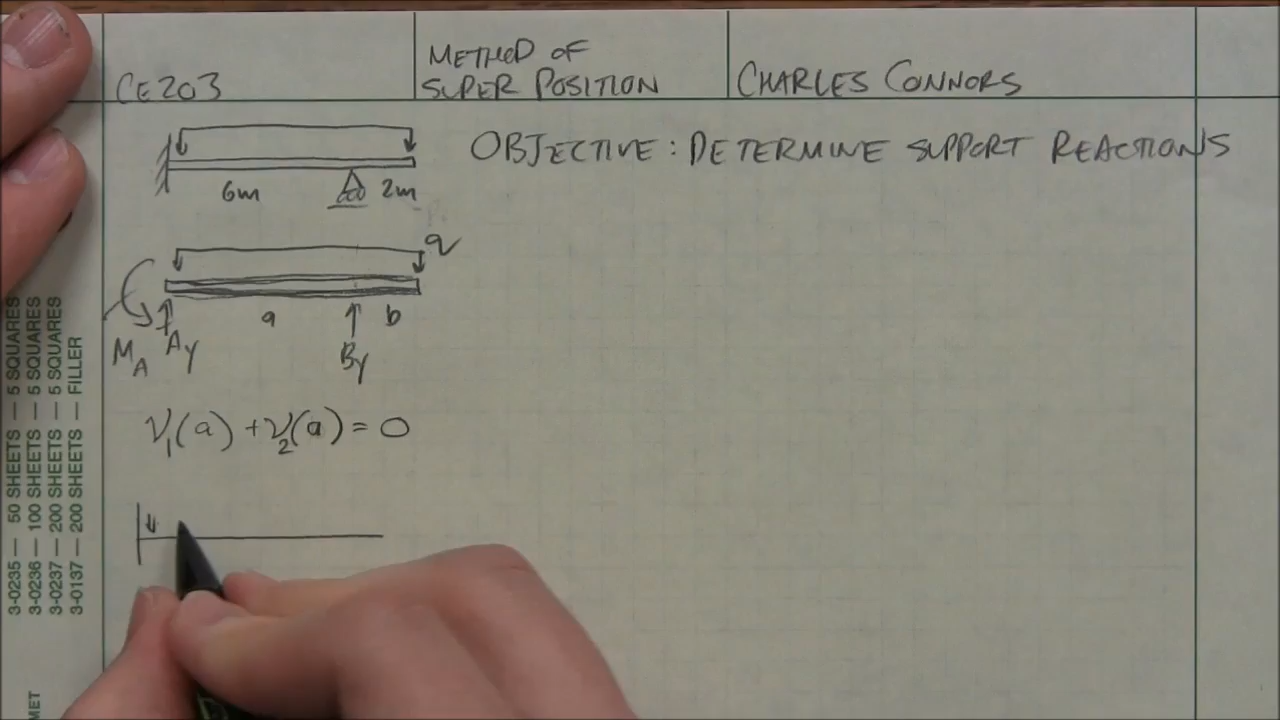 CE203
METHOD OF
SUPER POSITION
CHARLES CONNORS
OBJECTIVE: DETERMINE SUPPORT REACTIONS
6m
2m
q
a
b
MA
Ay
By
v1(a) + v2(a) = 0
3-0235 — 50 SHEETS — 5 SQUARES
3-0236 — 100 SHEETS — 5 SQUARES
3-0237 — 200 SHEETS — 5 SQUARES
3-0137 — 200 SHEETS — FILLER
MET